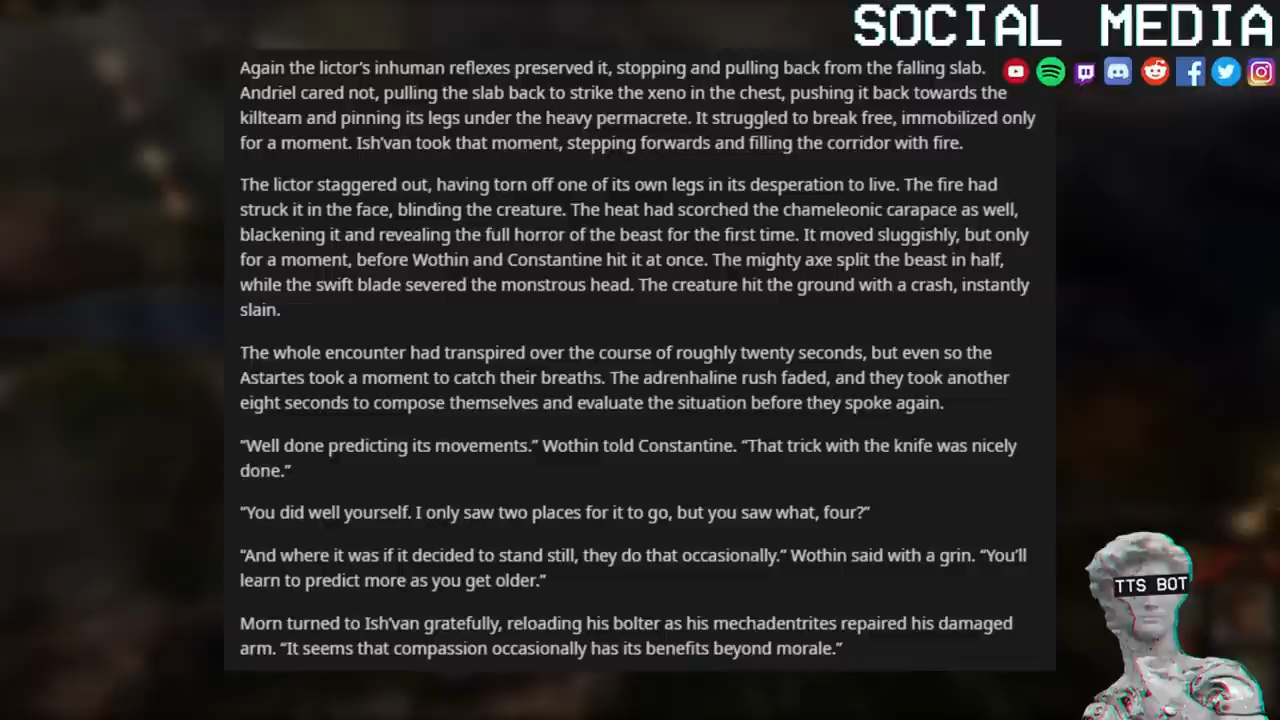 SOCIAL MEDIA
Again the lictor’s inhuman reflexes preserved it, stopping and pulling back from the falling slab.
Andriel cared not, pulling the slab back to strike the xeno in the chest, pushing it back towards the
killteam and pinning its legs under the heavy permacrete. It struggled to break free, immobilized only
for a moment. Ish’van took that moment, stepping forwards and filling the corridor with fire.
The lictor staggered out, having torn off one of its own legs in its desperation to live. The fire had
struck it in the face, blinding the creature. The heat had scorched the chameleonic carapace as well,
blackening it and revealing the full horror of the beast for the first time. It moved sluggishly, but only
for a moment, before Wothin and Constantine hit it at once. The mighty axe split the beast in half,
while the swift blade severed the monstrous head. The creature hit the ground with a crash, instantly
slain.
The whole encounter had transpired over the course of roughly twenty seconds, but even so the
Astartes took a moment to catch their breaths. The adrenhaline rush faded, and they took another
eight seconds to compose themselves and evaluate the situation before they spoke again.
“Well done predicting its movements.” Wothin told Constantine. “That trick with the knife was nicely
done.”
“You did well yourself. I only saw two places for it to go, but you saw what, four?”
“And where it was if it decided to stand still, they do that occasionally.” Wothin said with a grin. “You’ll
learn to predict more as you get older.”
Morn turned to Ish’van gratefully, reloading his bolter as his mechadentrites repaired his damaged
arm. “It seems that compassion occasionally has its benefits beyond morale.”
TTS BOT